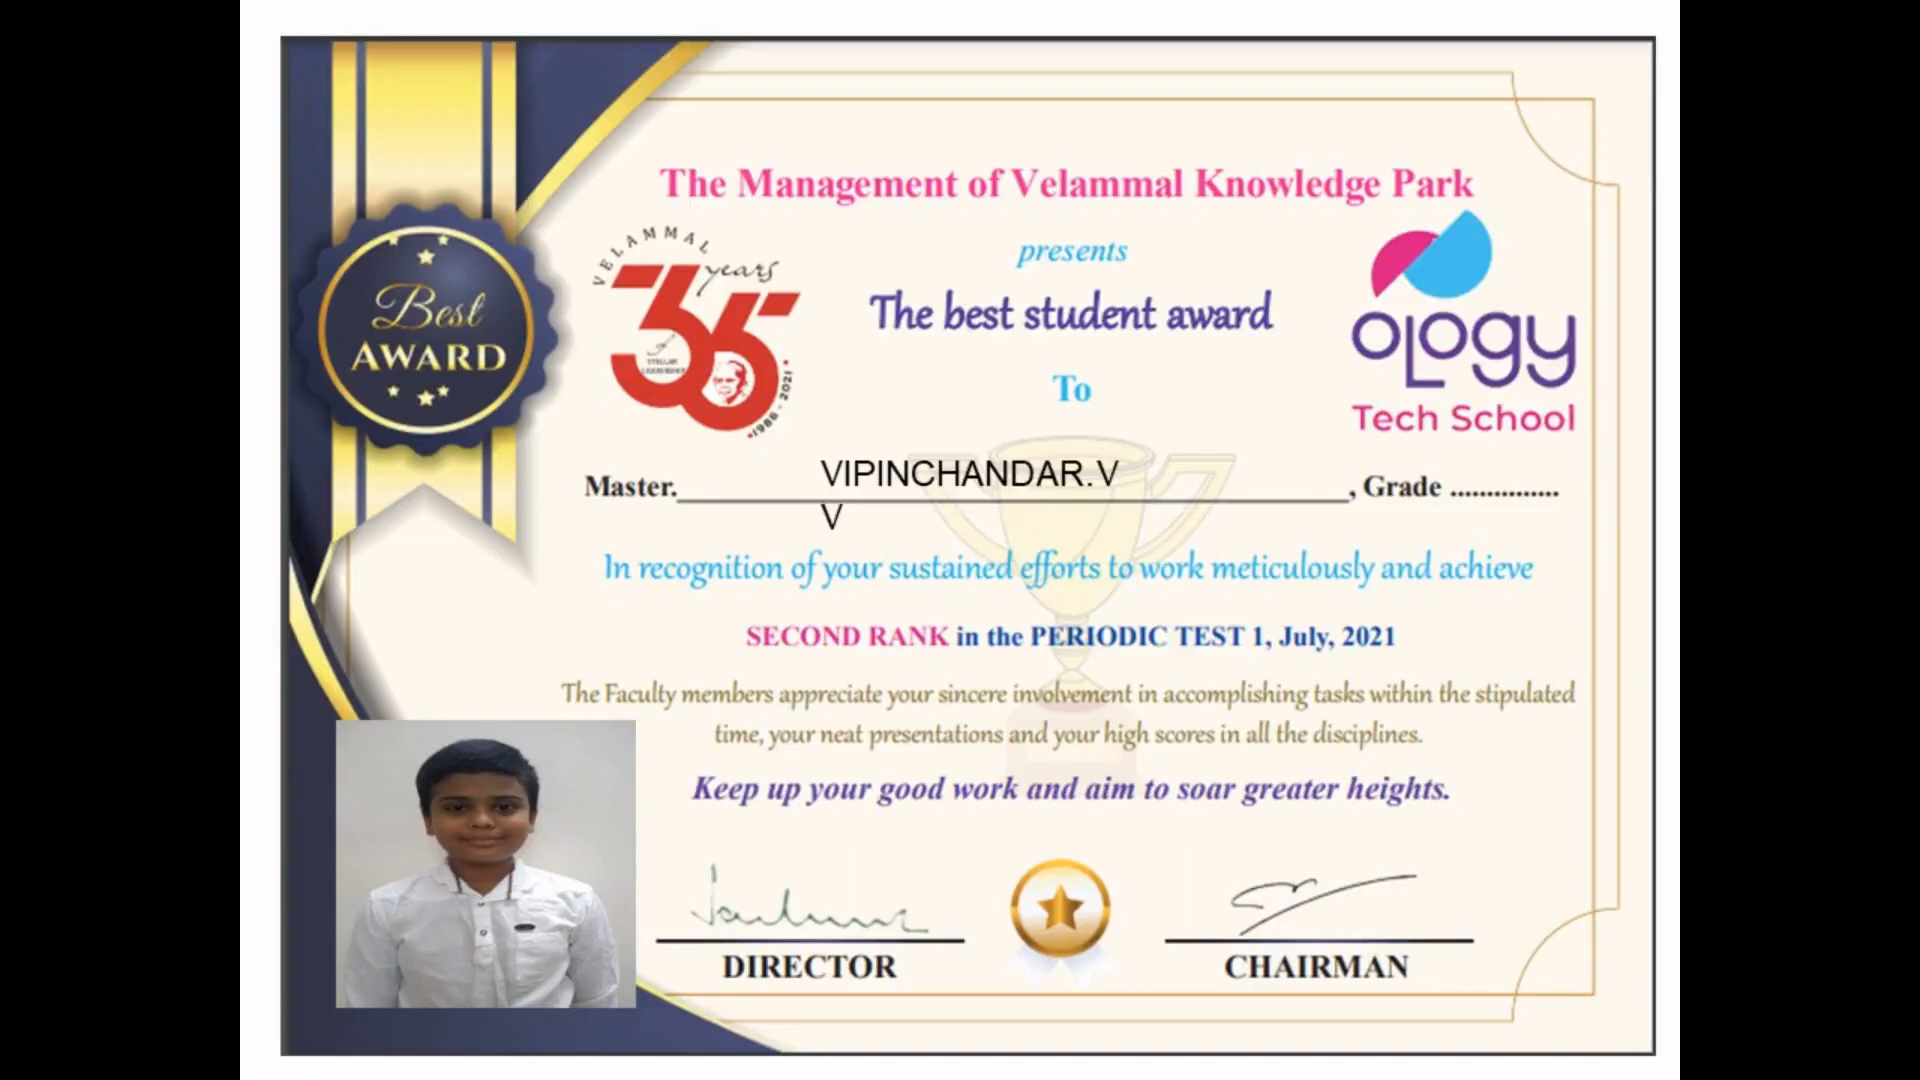 The Management of Velammal Knowledge Park
VELAMMAL
35 years
1986 - 2021
presents
The best student award
To
ology
Tech School
Best
AWARD
Master. VIPINCHANDAR.V , Grade ...............
V
In recognition of your sustained efforts to work meticulously and achieve
SECOND RANK in the PERIODIC TEST 1, July, 2021
The Faculty members appreciate your sincere involvement in accomplishing tasks within the stipulated
time, your neat presentations and your high scores in all the disciplines.
Keep up your good work and aim to soar greater heights.
DIRECTOR
CHAIRMAN